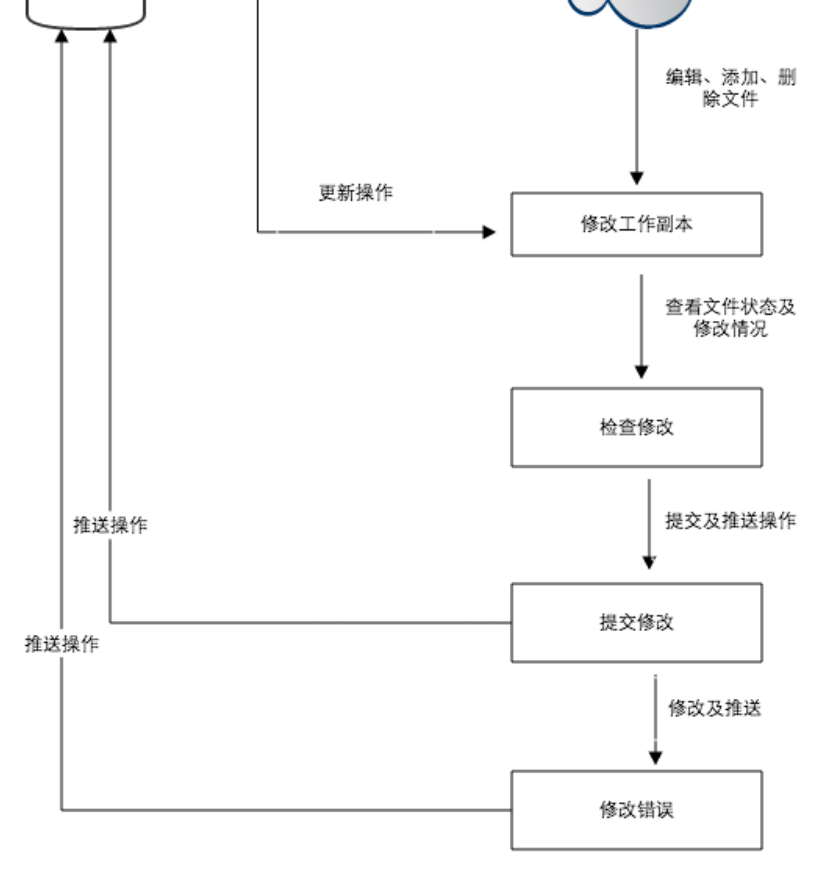 编辑、添加、删
除文件
更新操作
修改工作副本
查看文件状态及
修改情况
检查修改
推送操作
提交及推送操作
提交修改
推送操作
修改及推送
修改错误